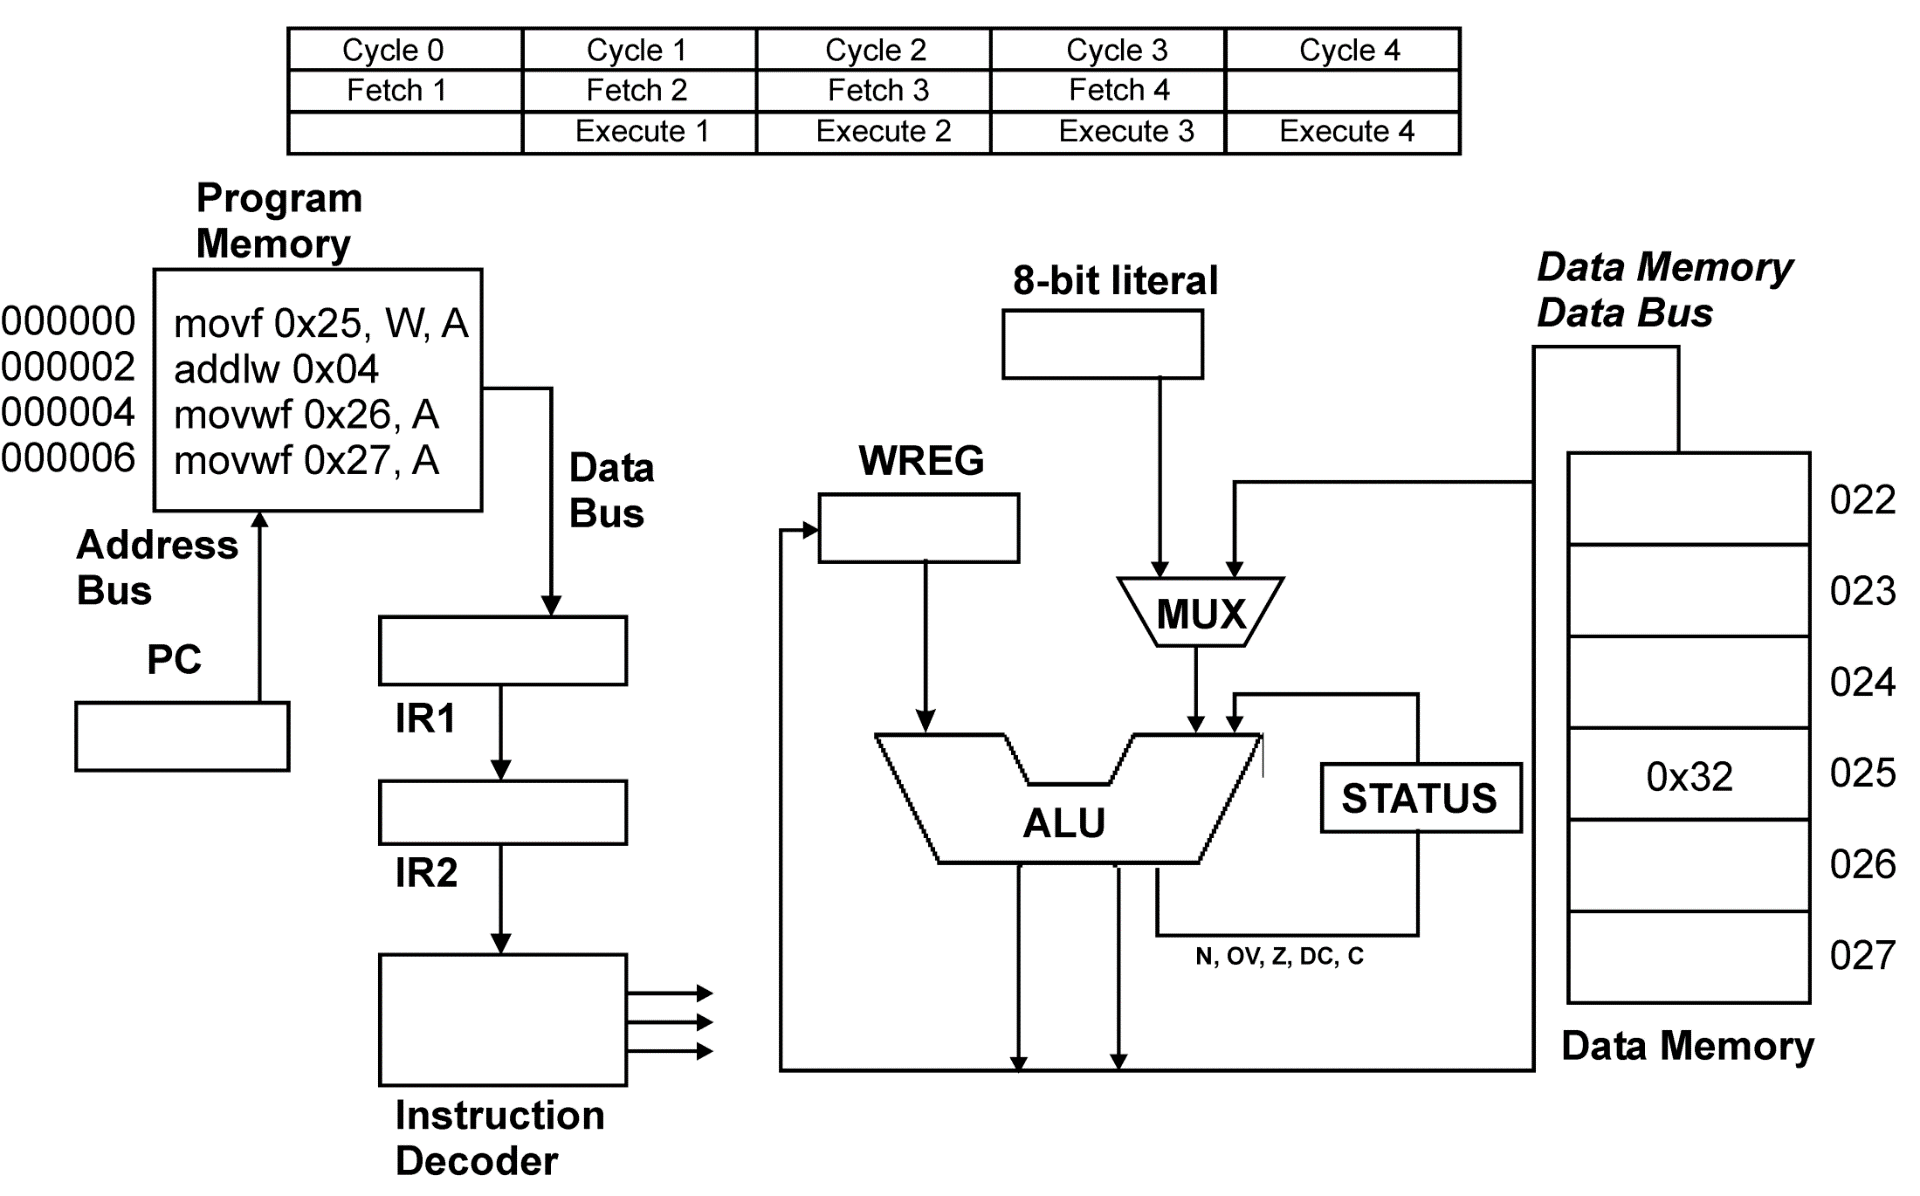 Cycle 0 Cycle 1 Cycle 2 Cycle 3 Cycle 4
Fetch 1 Fetch 2 Fetch 3 Fetch 4
Execute 1 Execute 2 Execute 3 Execute 4
Program
Memory
000000 movf 0x25, W, A
000002 addlw 0x04
000004 movwf 0x26, A
000006 movwf 0x27, A
Data
Bus
Address
Bus
PC
IR1
IR2
Instruction
Decoder
8-bit literal
WREG
MUX
ALU
STATUS
N, OV, Z, DC, C
Data Memory
Data Bus
022
023
024
0x32 025
026
027
Data Memory